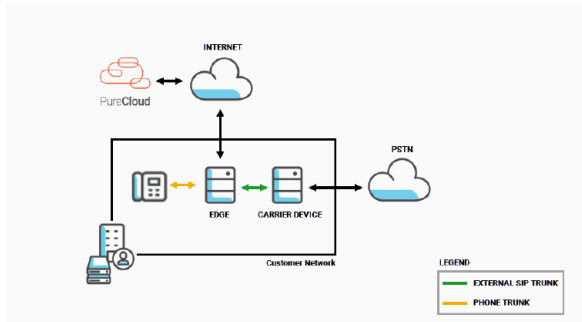 INTERNET
PureCloud
PSTN
EDGE
CARRIER DEVICE
Customer Network
LEGEND
EXTERNAL SIP TRUNK
PHONE TRUNK